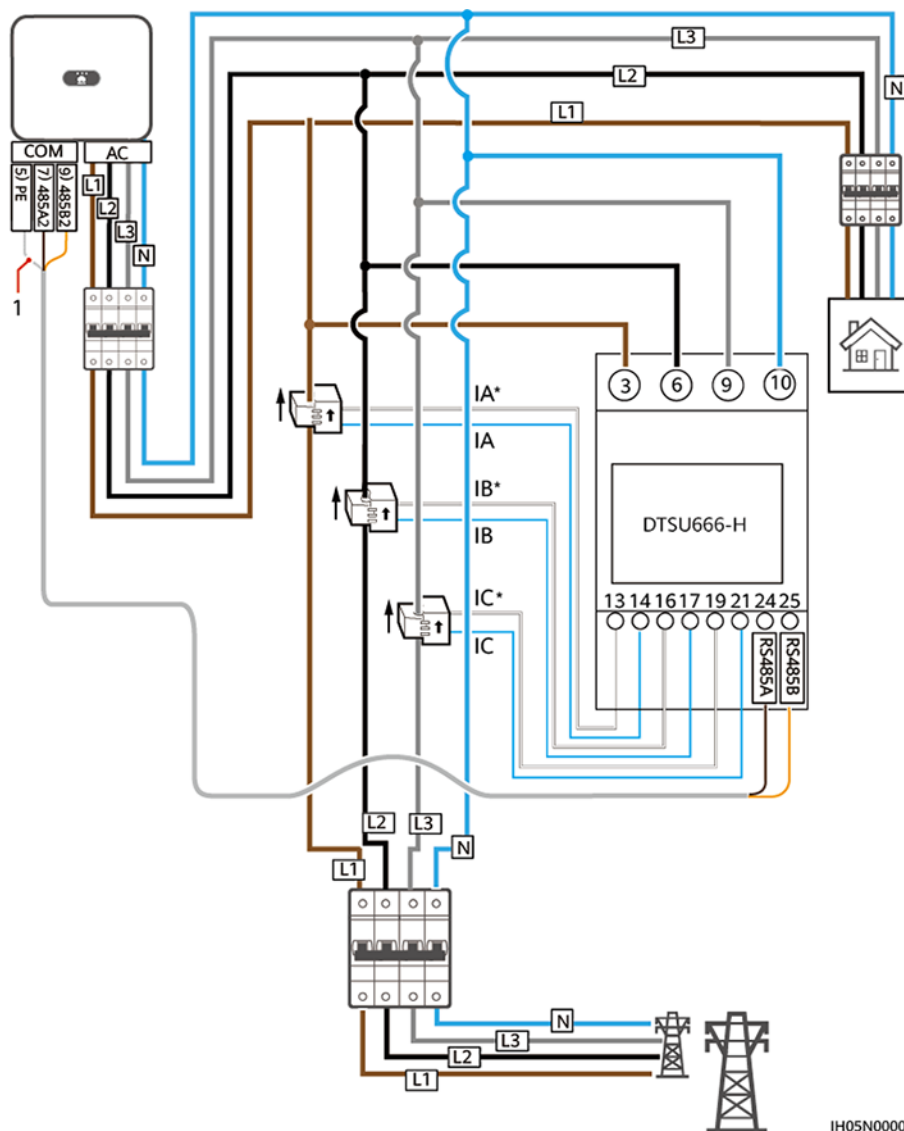 L3
L2
N
L1
COM
AC
5) PE
7) 485A2
9) 485B2
L1
L2
L3
N
1
3
6
9
10
IA*
IA
IB*
IB
DTSU666-H
IC*
IC
13 14 16 17 19 21 24 25
RS485A
RS485B
L2
L3
N
L1
N
L3
L2
L1
IH05N0000